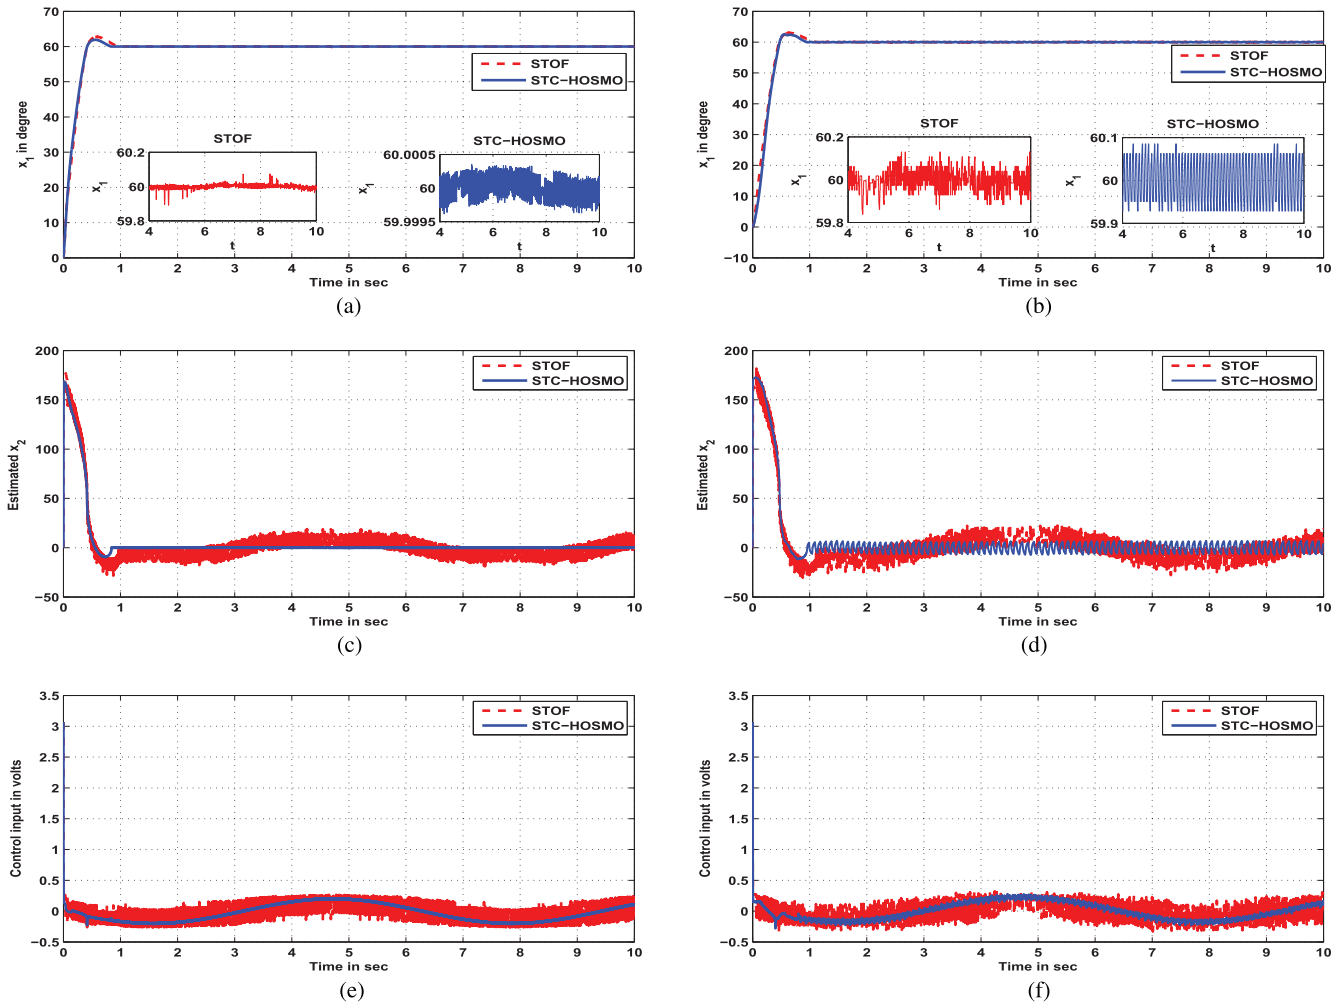 70
60
50
40
30
20
10
0
x1 in degree
STOF
STC−HOSMO
STOF
60.2
60
59.8
x1
4
6
8
10
t
STC−HOSMO
60.0005
60
59.9995
x1
4
6
8
10
t
0 1 2 3 4 5 6 7 8 9 10
Time in sec
(a)
70
60
50
40
30
20
10
0
−10
x1 in degree
STOF
STC−HOSMO
STOF
60.2
60
59.8
x1
4
6
8
10
t
STC−HOSMO
60.1
60
59.9
x1
4
6
8
10
t
0 1 2 3 4 5 6 7 8 9 10
Time in sec
(b)
200
150
100
50
0
−50
Estimated x2
STOF
STC−HOSMO
0 1 2 3 4 5 6 7 8 9 10
Time in sec
(c)
200
150
100
50
0
−50
Estimated x2
STOF
STC−HOSMO
0 1 2 3 4 5 6 7 8 9 10
Time in sec
(d)
3.5
3
2.5
2
1.5
1
0.5
0
−0.5
Control input in volts
STOF
STC−HOSMO
0 1 2 3 4 5 6 7 8 9 10
Time in sec
(e)
3.5
3
2.5
2
1.5
1
0.5
0
−0.5
Control input in volts
STOF
STC−HOSMO
0 1 2 3 4 5 6 7 8 9 10
Time in sec
(f)